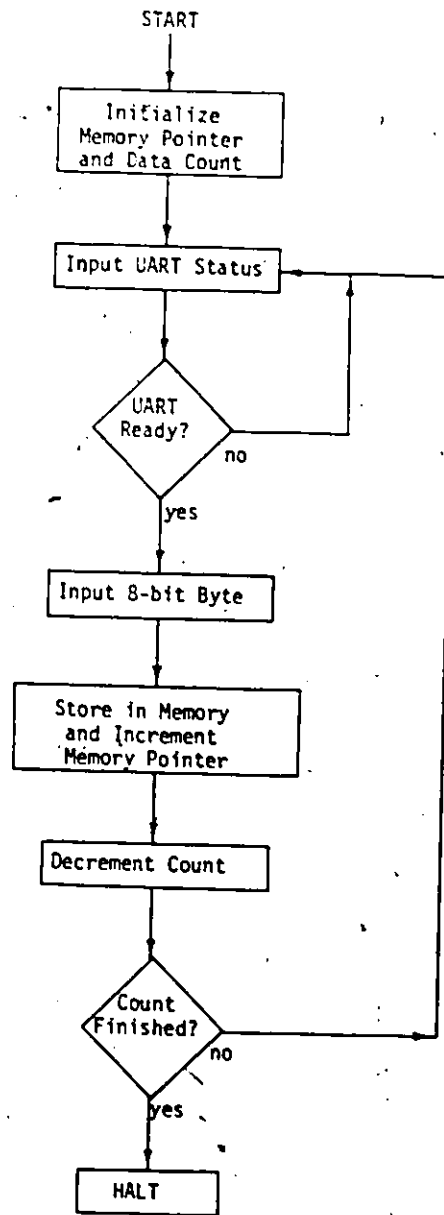 START
Initialize
Memory Pointer
and Data Count
Input UART Status
UART
Ready?
no
yes
Input 8-bit Byte
Store in Memory
and Increment
Memory Pointer
Decrement Count
Count
Finished?
no
yes
HALT